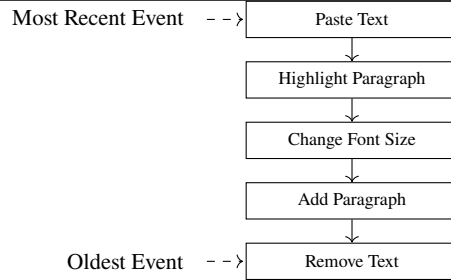 Most Recent Event Paste Text
Highlight Paragraph
Change Font Size
Add Paragraph
Oldest Event Remove Text